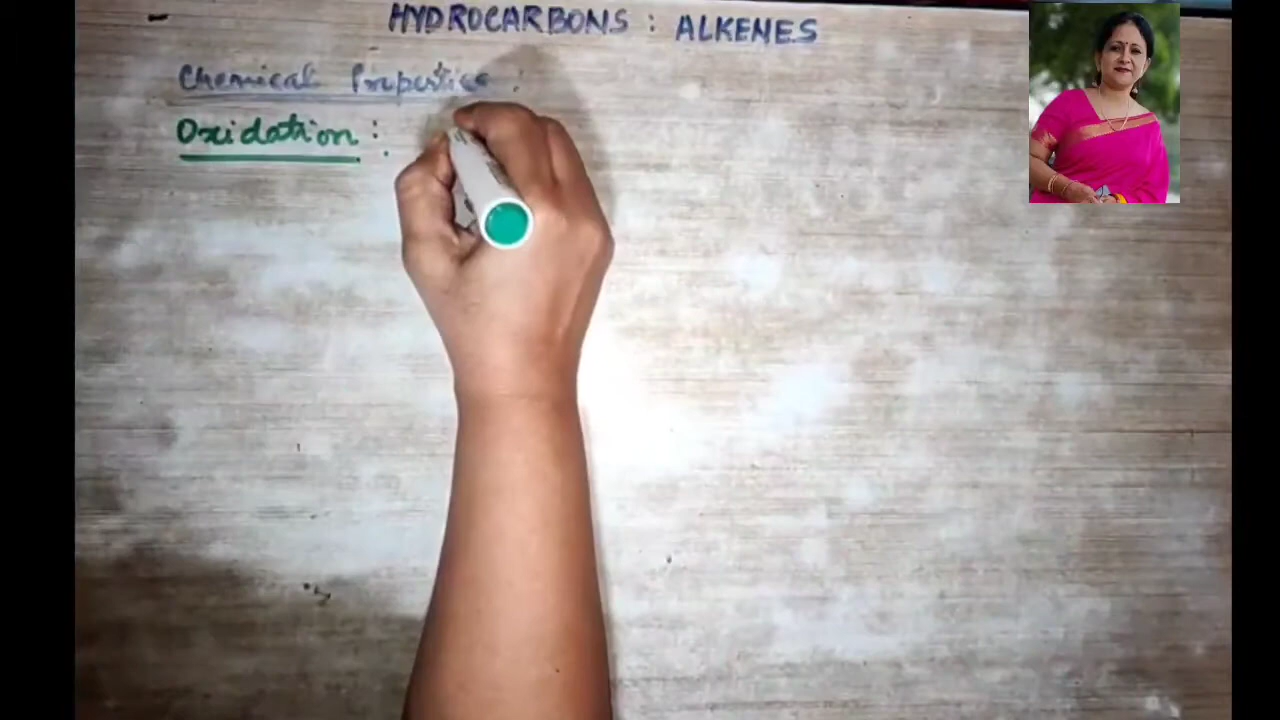 HYDROCARBONS : ALKENES
Chemical Properties :
Oxidation :